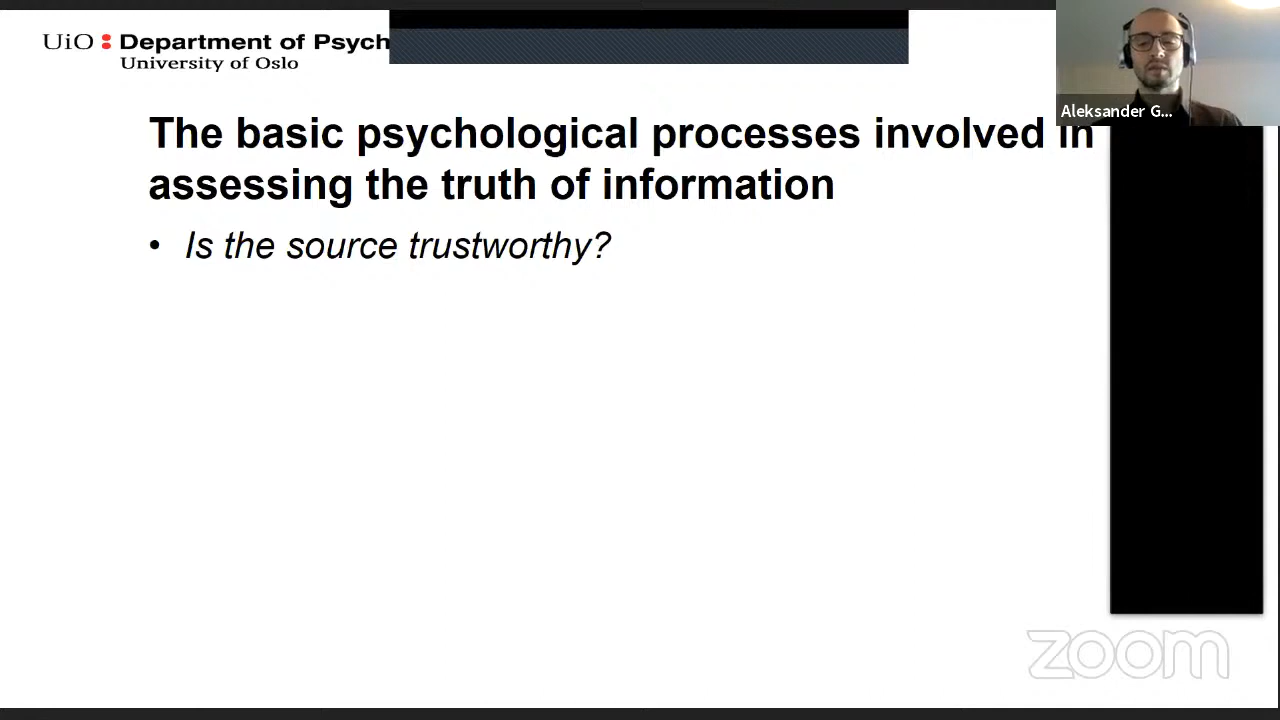 UiO : Department of Psych
University of Oslo
Aleksander G...
The basic psychological processes involved in
assessing the truth of information
• Is the source trustworthy?
zoom